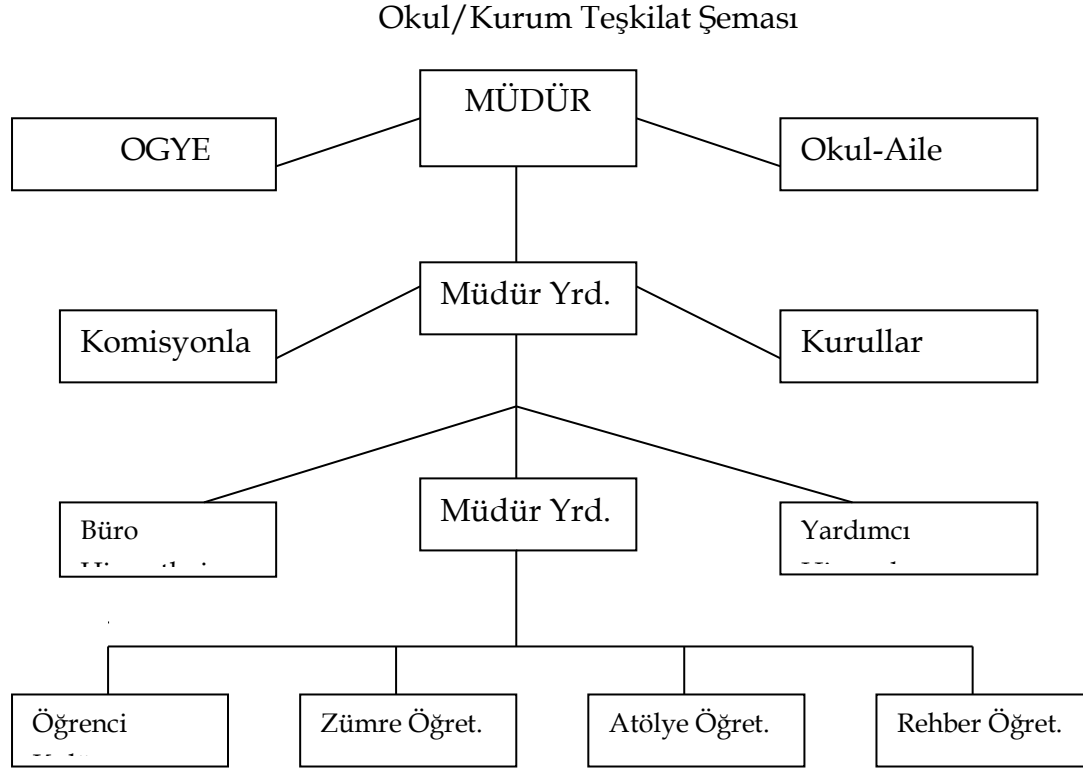 Okul/Kurum Teşkilat Şeması
MÜDÜR
OGYE
Okul-Aile
Müdür Yrd.
Komisyonla
Kurullar
Müdür Yrd.
Büro
Yardımcı
Öğrenci
Zümre Öğret.
Atölye Öğret.
Rehber Öğret.